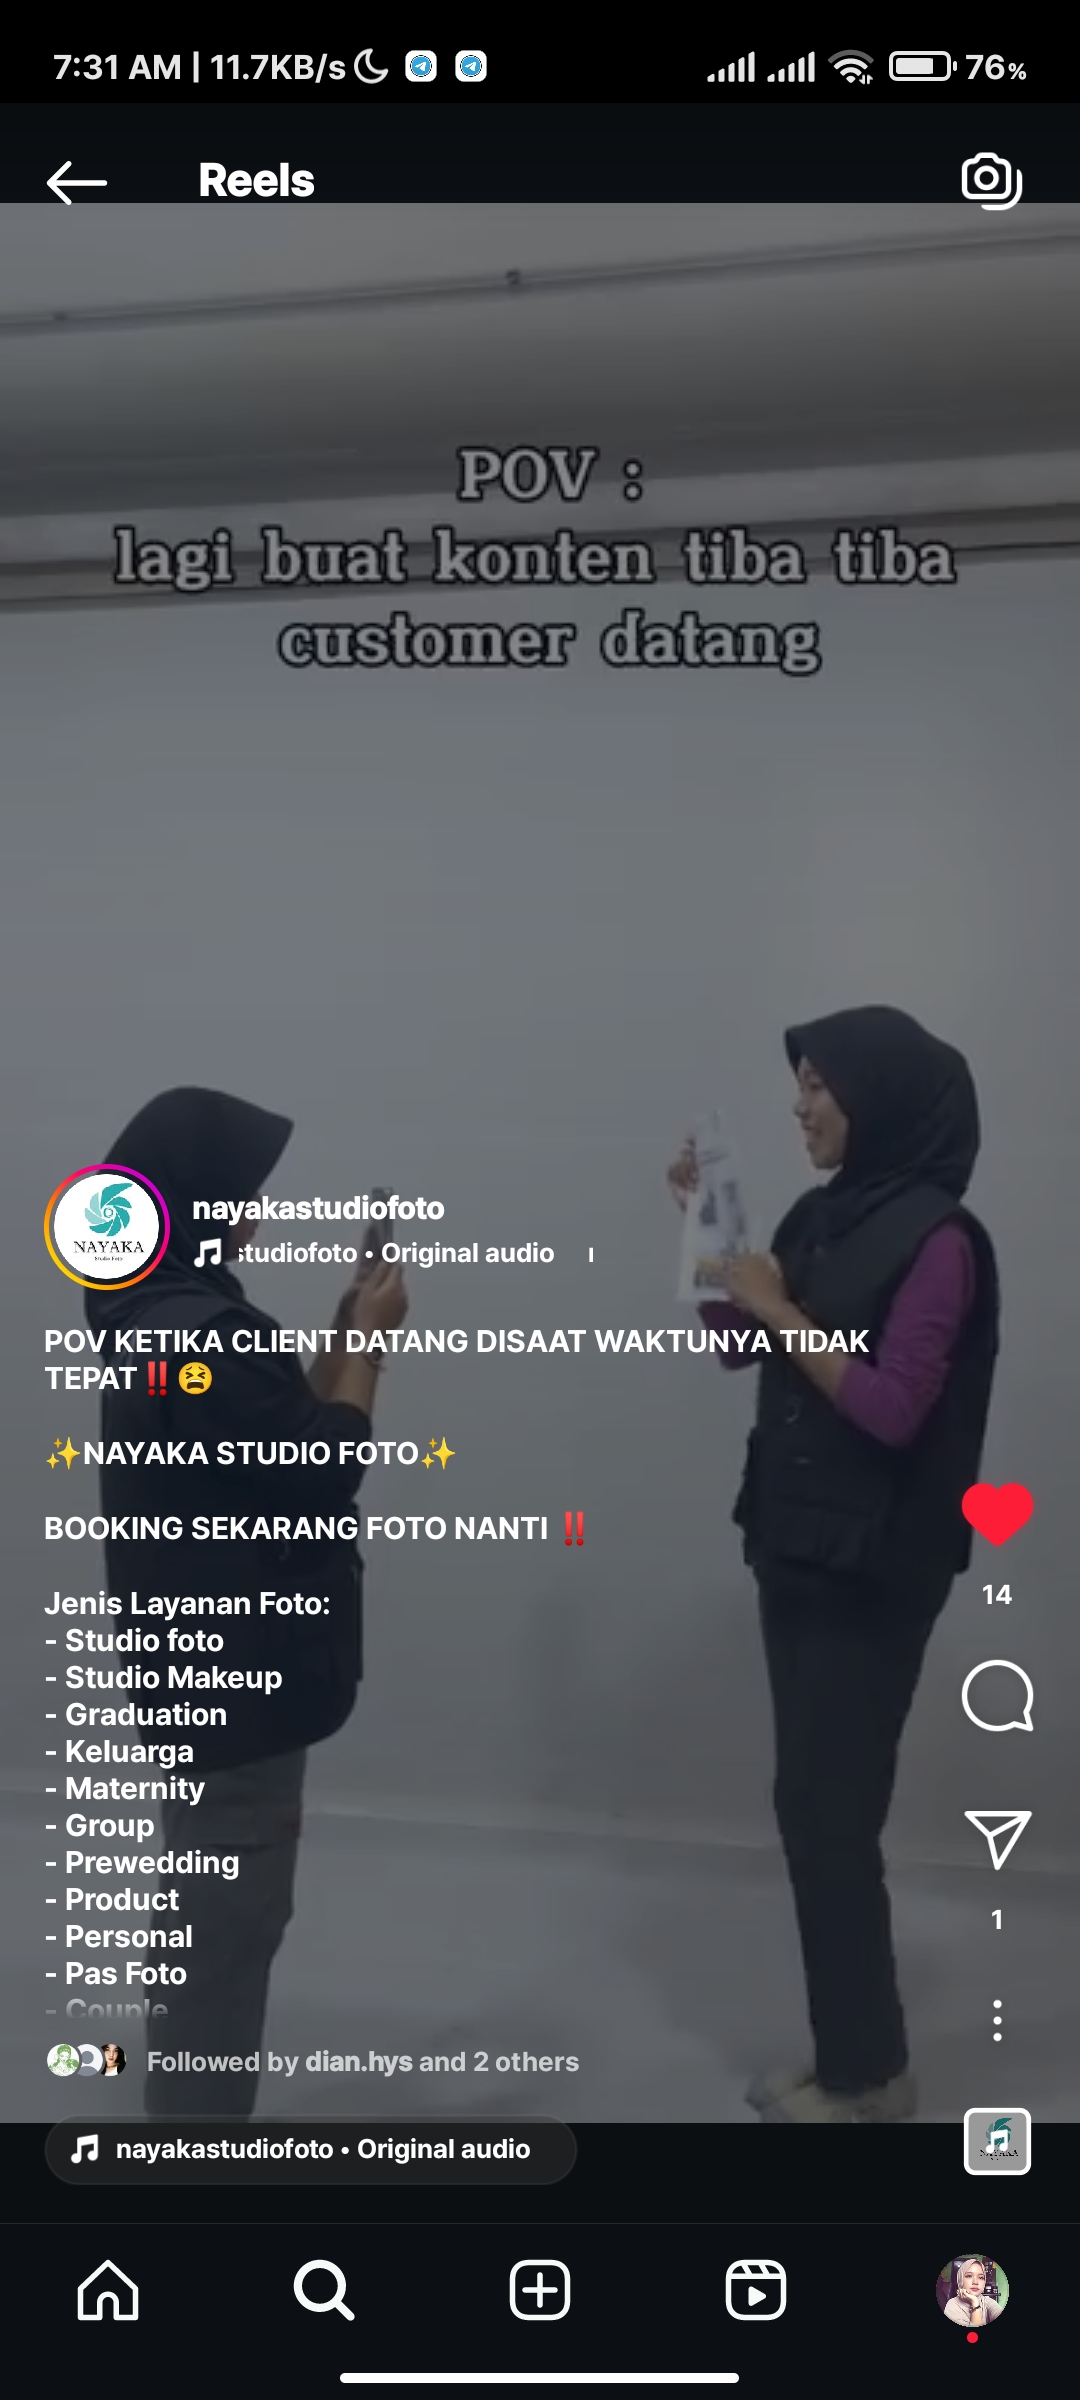 7:31 AM | 11.7KB/s
76%
Reels
POV :
lagi buat konten tiba tiba
customer datang
NAYAKA
Studio Foto
nayakastudiofoto
studiofoto • Original audio
POV KETIKA CLIENT DATANG DISAAT WAKTUNYA TIDAK
TEPAT‼️😫
✨NAYAKA STUDIO FOTO✨
BOOKING SEKARANG FOTO NANTI ‼️
Jenis Layanan Foto:
- Studio foto
- Studio Makeup
- Graduation
- Keluarga
- Maternity
- Group
- Prewedding
- Product
- Personal
- Pas Foto
- Couple
14
1
Followed by dian.hys and 2 others
nayakastudiofoto • Original audio